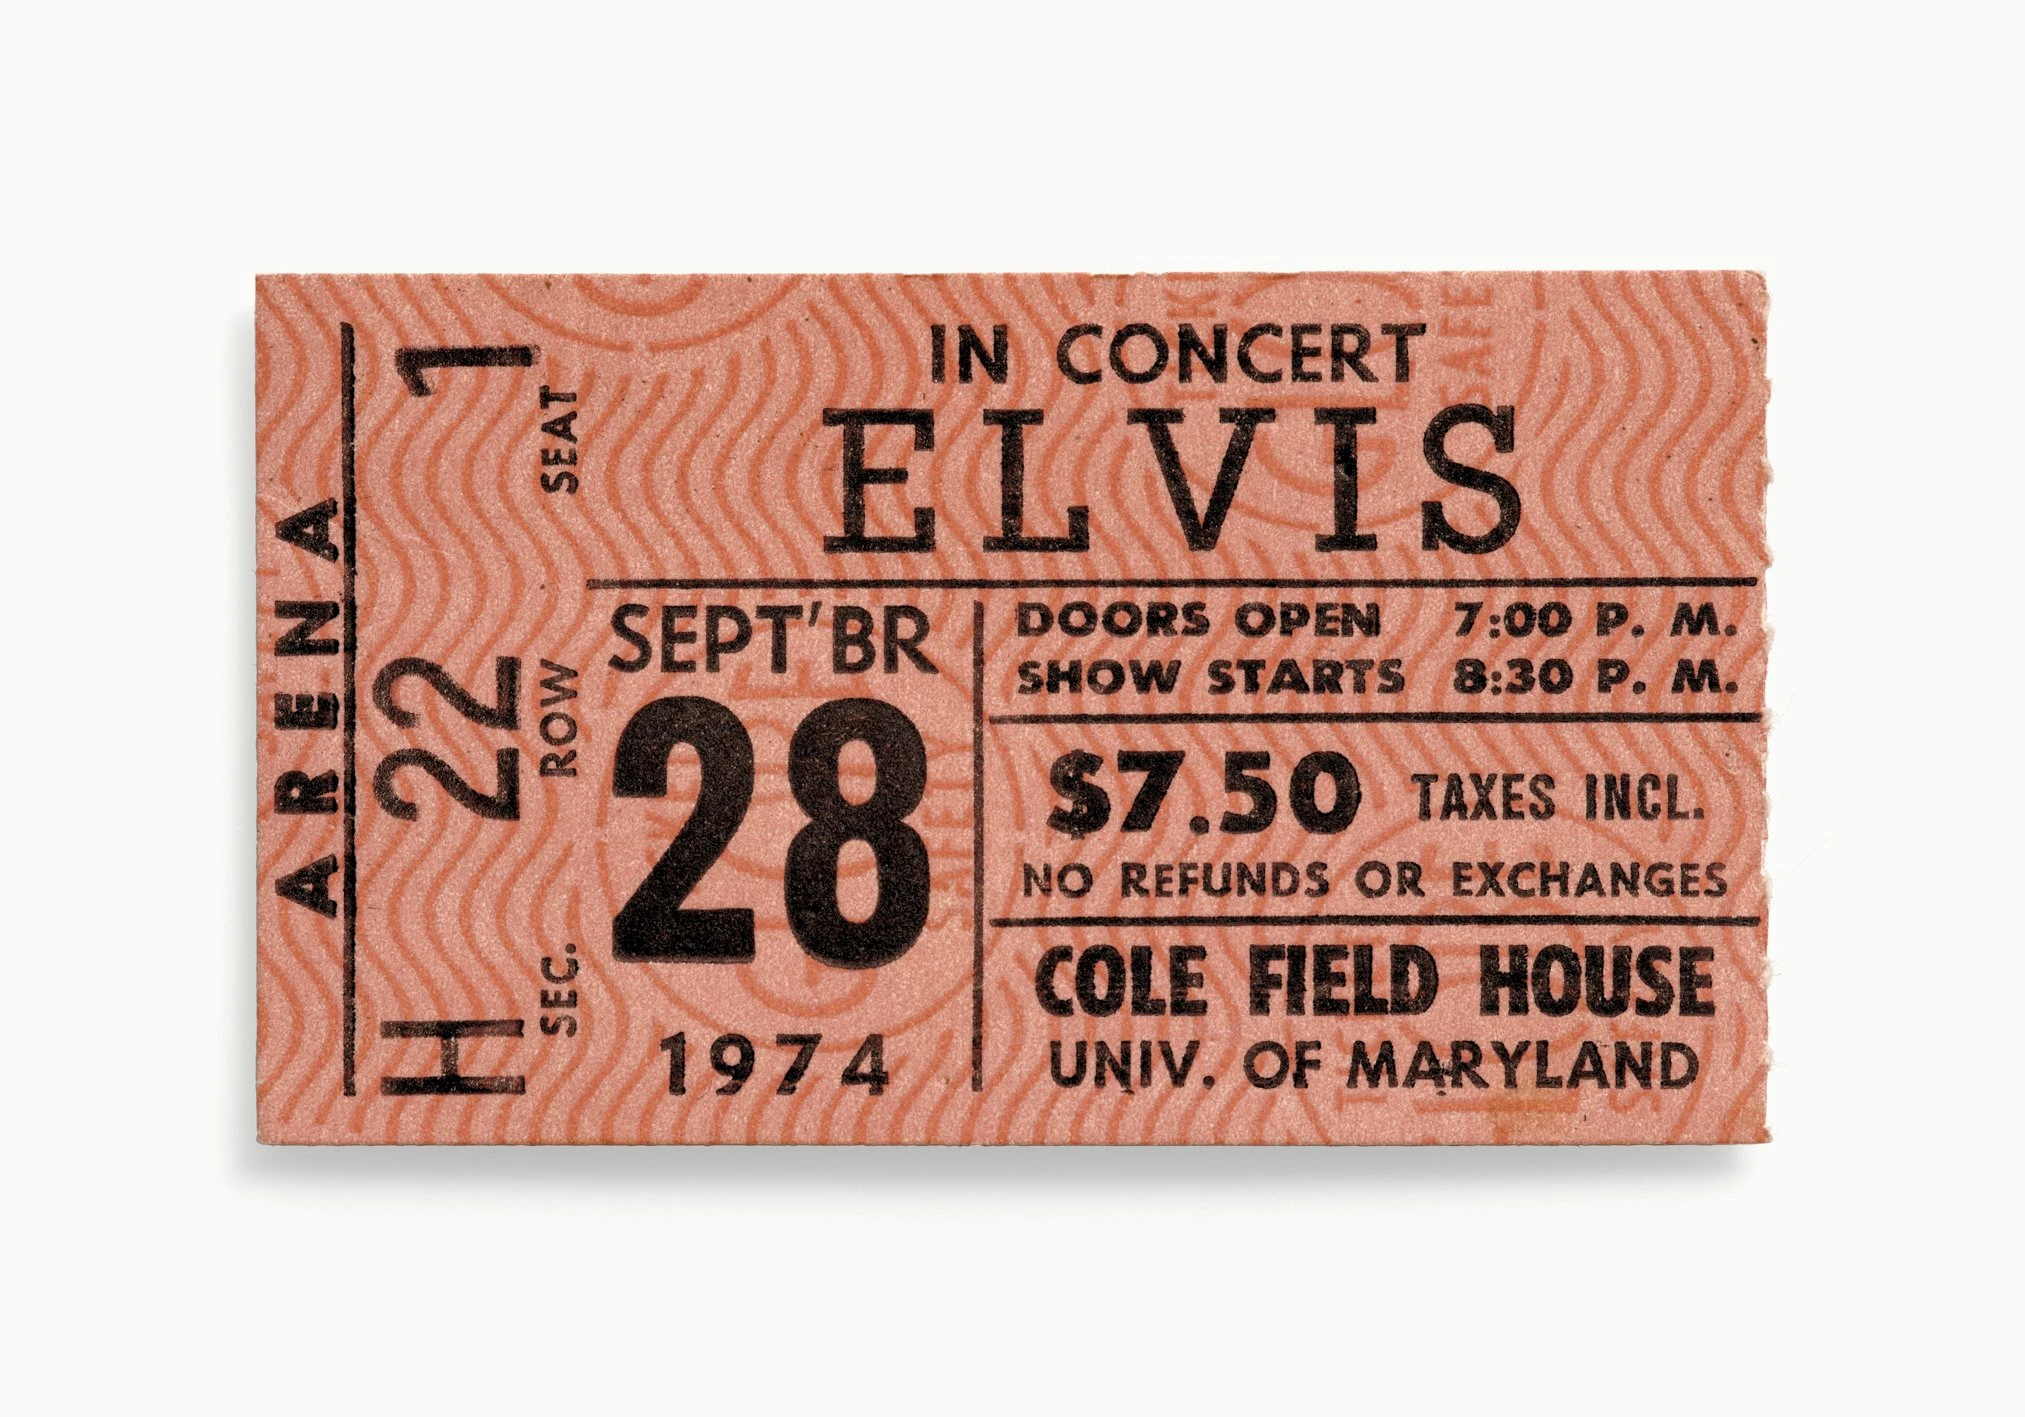 ARENA
1 SEAT
22 ROW
H SEC.
IN CONCERT
ELVIS
SEPT'BR
28
1974
DOORS OPEN 7:00 P. M.
SHOW STARTS 8:30 P. M.
$7.50 TAXES INCL.
NO REFUNDS OR EXCHANGES
COLE FIELD HOUSE
UNIV. OF MARYLAND